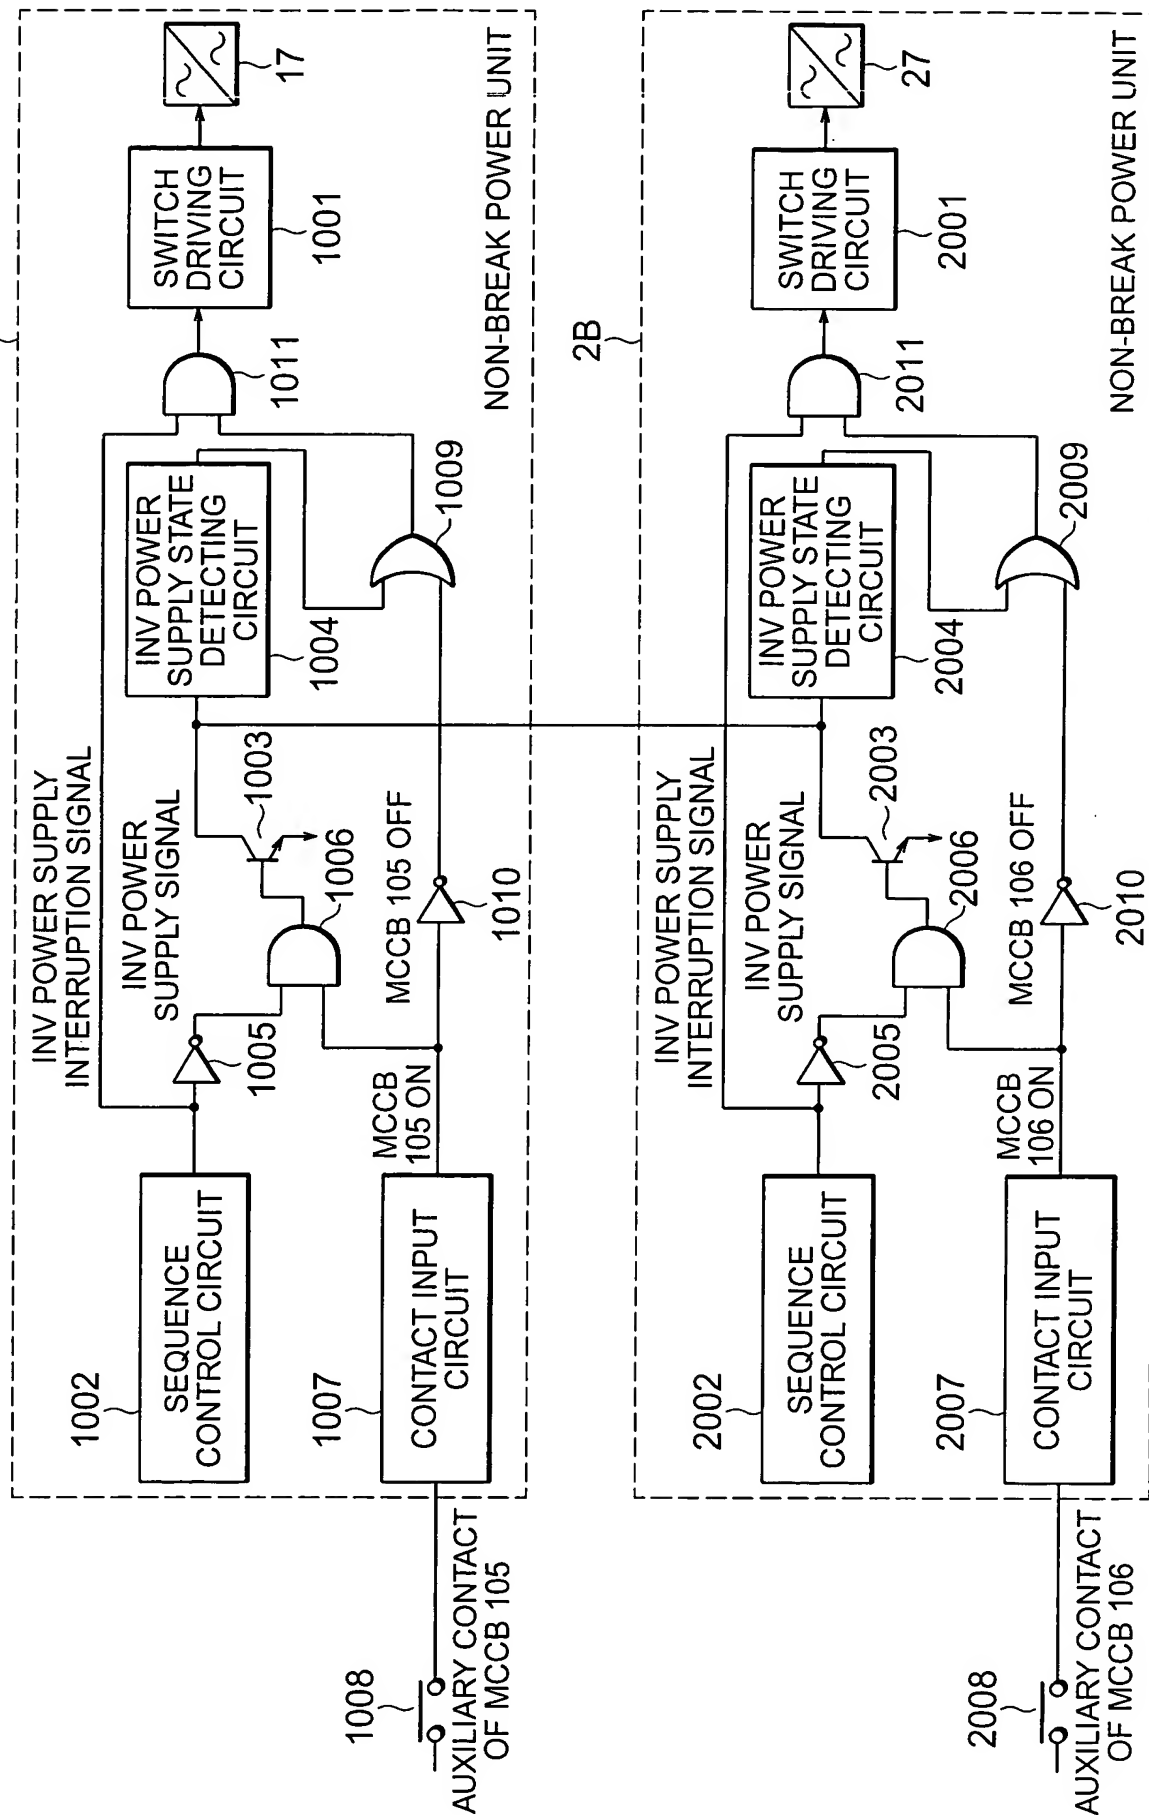 NON-BREAK POWER UNIT
INV POWER SUPPLY
INTERRUPTION SIGNAL
INV POWER
SUPPLY SIGNAL
1002
SEQUENCE
CONTROL CIRCUIT
1005
1003
1006
INV POWER
SUPPLY STATE
DETECTING
CIRCUIT
1004
1011
SWITCH
DRIVING
CIRCUIT
1001
17
1008
AUXILIARY CONTACT
OF MCCB 105
1007
CONTACT INPUT
CIRCUIT
MCCB
105 ON
MCCB 105 OFF
1010
1009
2B
NON-BREAK POWER UNIT
INV POWER SUPPLY
INTERRUPTION SIGNAL
INV POWER
SUPPLY SIGNAL
2002
SEQUENCE
CONTROL CIRCUIT
2005
2003
2006
INV POWER
SUPPLY STATE
DETECTING
CIRCUIT
2004
2011
SWITCH
DRIVING
CIRCUIT
2001
27
2008
AUXILIARY CONTACT
OF MCCB 106
2007
CONTACT INPUT
CIRCUIT
MCCB
106 ON
MCCB 106 OFF
2010
2009